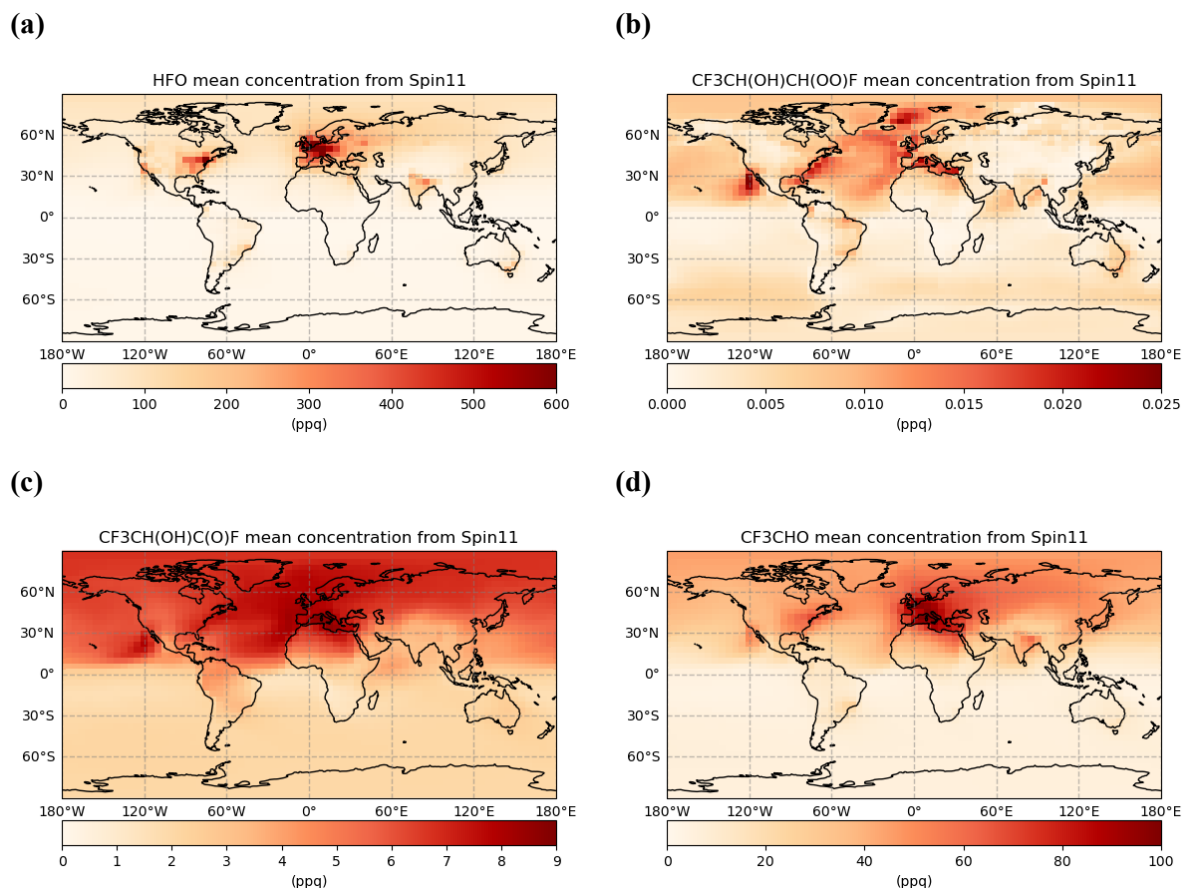 (a)
HFO mean concentration from Spin11
60°N
30°N
0°
30°S
60°S
180°W 120°W 60°W 0° 60°E 120°E 180°E
0 100 200 300 400 500 600
(ppq)
(b)
CF3CH(OH)CH(OO)F mean concentration from Spin11
60°N
30°N
0°
30°S
60°S
180°W 120°W 60°W 0° 60°E 120°E 180°E
0.000 0.005 0.010 0.015 0.020 0.025
(ppq)
(c)
CF3CH(OH)C(O)F mean concentration from Spin11
60°N
30°N
0°
30°S
60°S
180°W 120°W 60°W 0° 60°E 120°E 180°E
0 1 2 3 4 5 6 7 8 9
(ppq)
(d)
CF3CHO mean concentration from Spin11
60°N
30°N
0°
30°S
60°S
180°W 120°W 60°W 0° 60°E 120°E 180°E
0 20 40 60 80 100
(ppq)